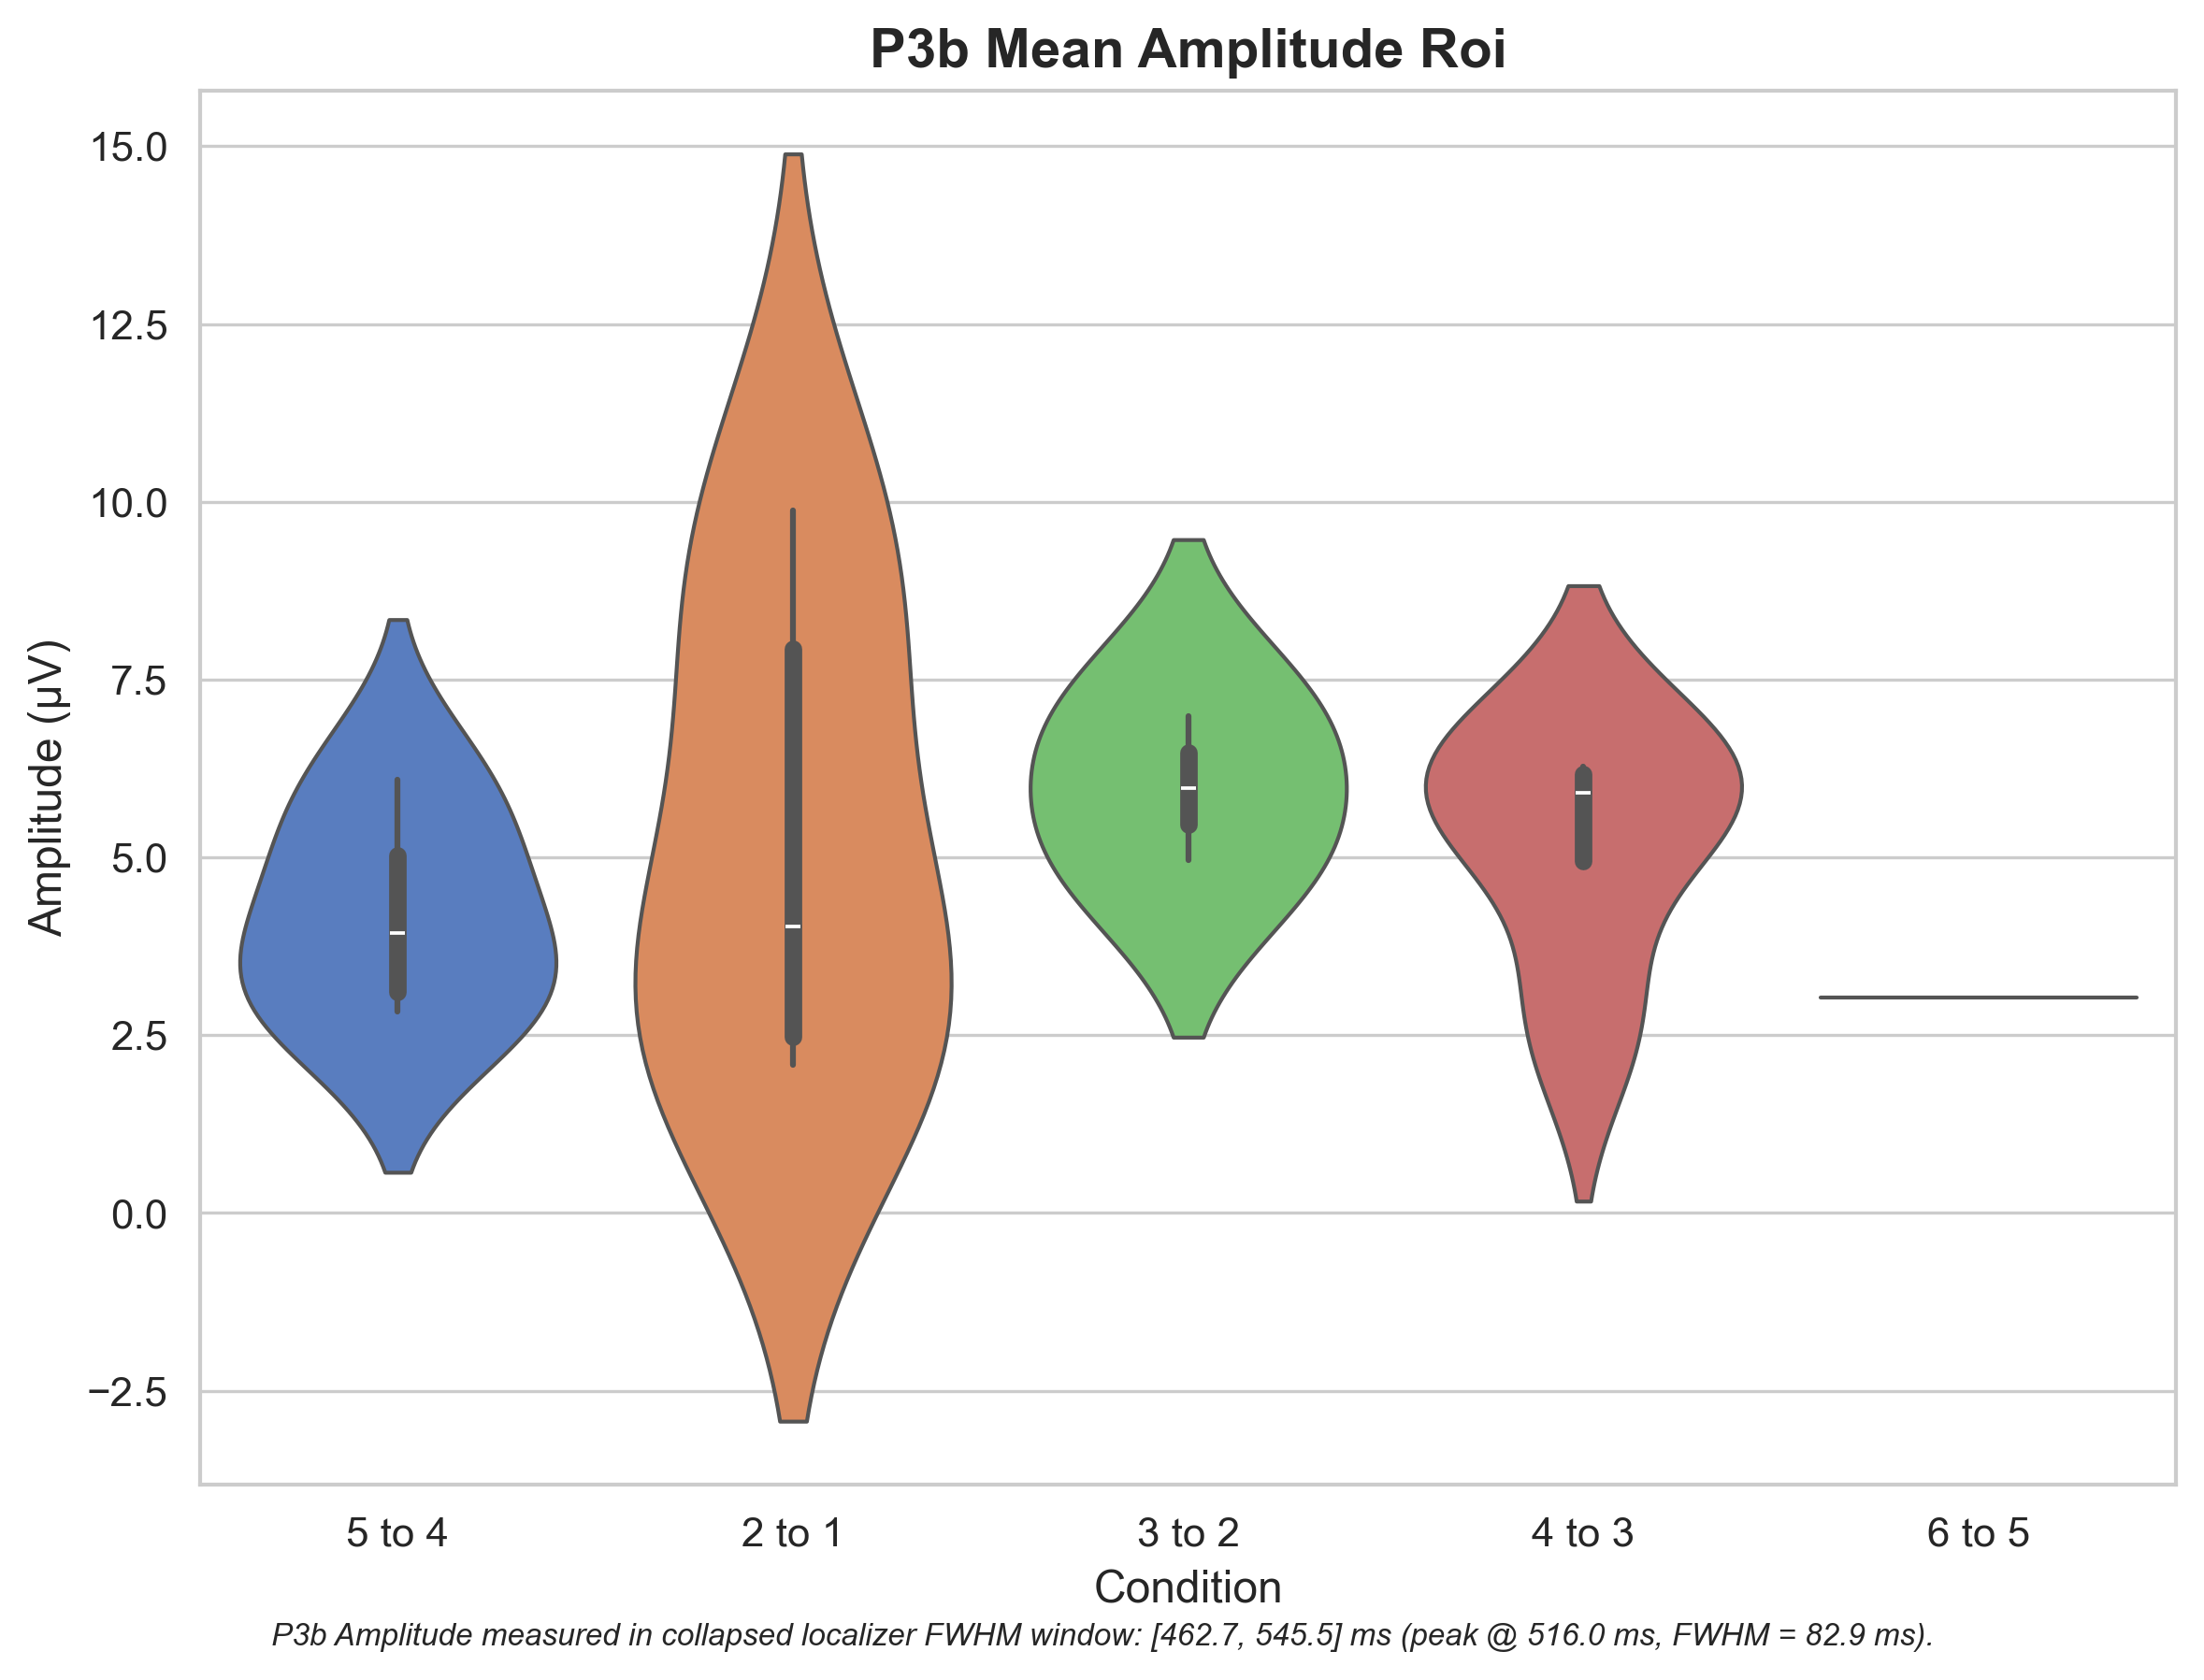 P3b Mean Amplitude Roi
15.0
12.5
10.0
7.5
5.0
2.5
0.0
−2.5
Amplitude (µV)
5 to 4
2 to 1
3 to 2
4 to 3
6 to 5
Condition
P3b Amplitude measured in collapsed localizer FWHM window: [462.7, 545.5] ms (peak @ 516.0 ms, FWHM = 82.9 ms).